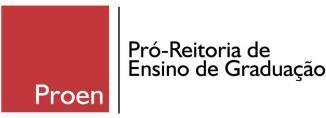 Proen
Pró-Reitoria de
Ensino de Graduação